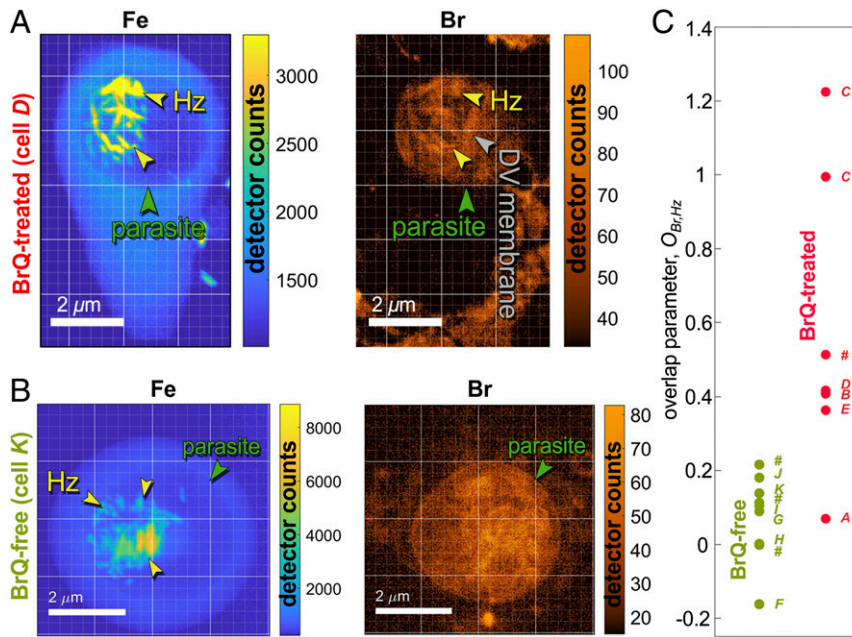 A
Fe
Br
BrQ-treated (cell D)
Hz
parasite
2 μm
3000
2500
2000
1500
detector counts
Hz
DV membrane
parasite
2 μm
100
90
80
70
60
50
40
detector counts
B
Fe
Br
BrQ-free (cell K)
Hz
parasite
2 μm
8000
6000
4000
2000
detector counts
parasite
2 μm
80
70
60
50
40
30
20
detector counts
C
overlap parameter, OBr,Hz
1.4
1.2
1
0.8
0.6
0.4
0.2
0
-0.2
BrQ-treated
C
C
#
D
B
E
A
BrQ-free
#
J
K
#
I
G
H
#
F